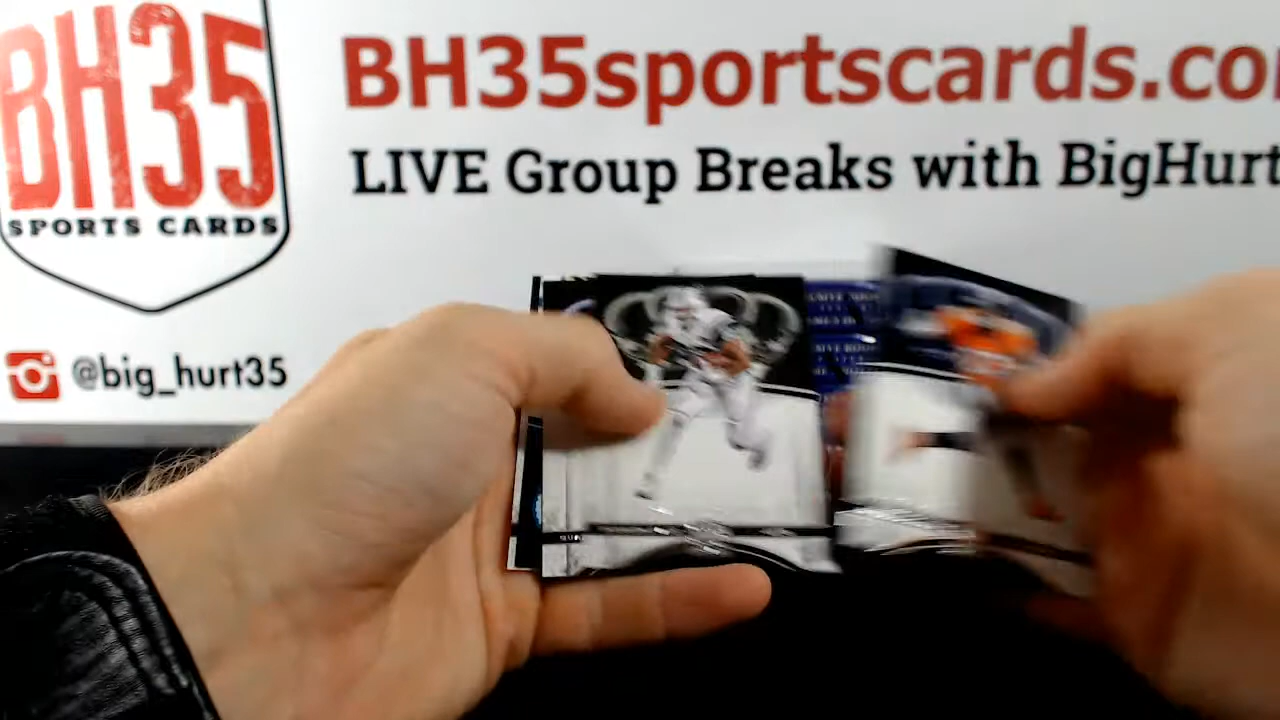 BH35
SPORTS CARDS
@big_hurt35
BH35sportscards.co
LIVE Group Breaks with BigHurt